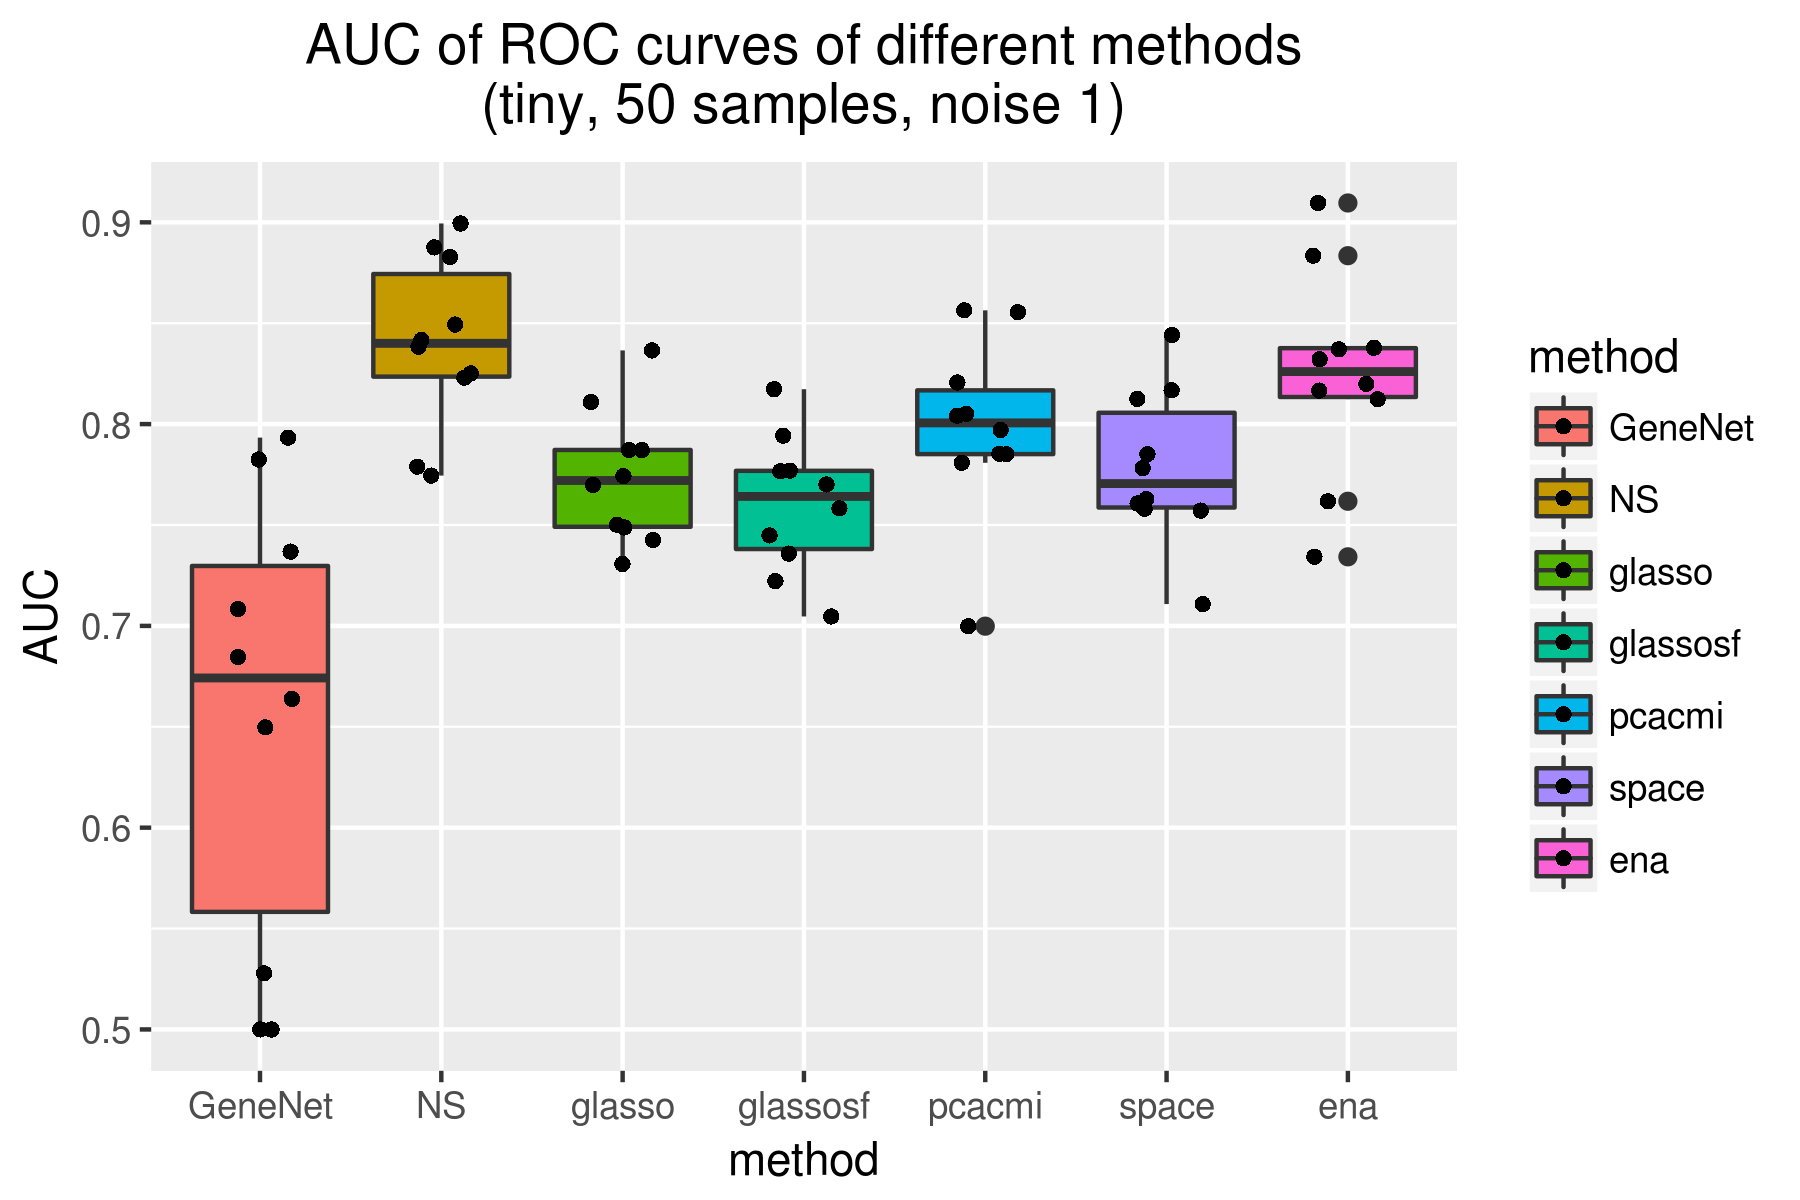 AUC of ROC curves of different methods
(tiny, 50 samples, noise 1)
AUC
0.9
0.8
0.7
0.6
0.5
GeneNet NS glasso glassosf pcacmi space ena
method
method
GeneNet
NS
glasso
glassosf
pcacmi
space
ena